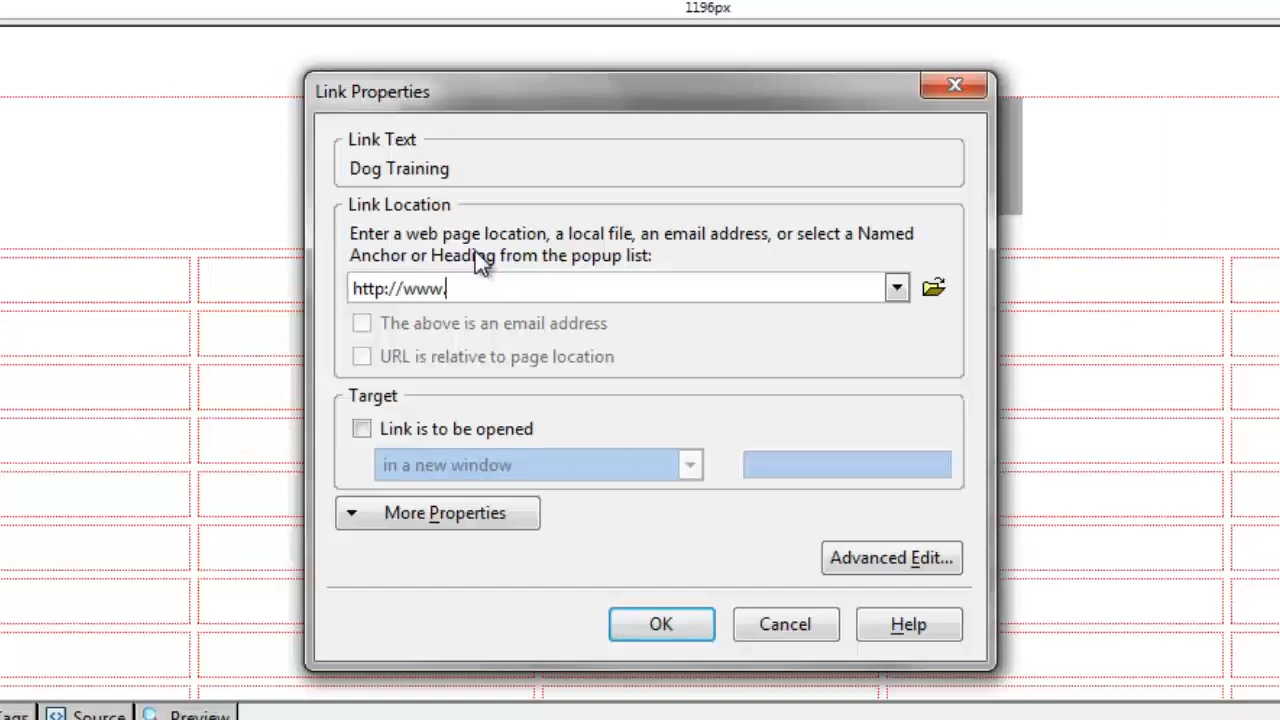 1196px
Link Properties
Link Text
Dog Training
Link Location
Enter a web page location, a local file, an email address, or select a Named
Anchor or Heading from the popup list:
http://www.
The above is an email address
URL is relative to page location
Target
Link is to be opened
in a new window
More Properties
Advanced Edit...
OK Cancel Help
Tags Source Preview